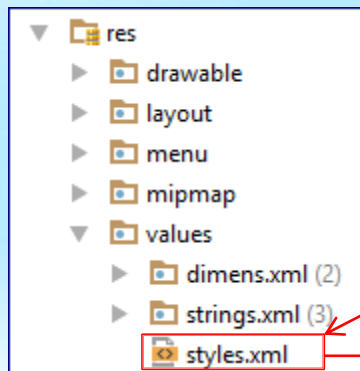 res
drawable
layout
menu
mipmap
values
dimens.xml (2)
strings.xml (3)
styles.xml